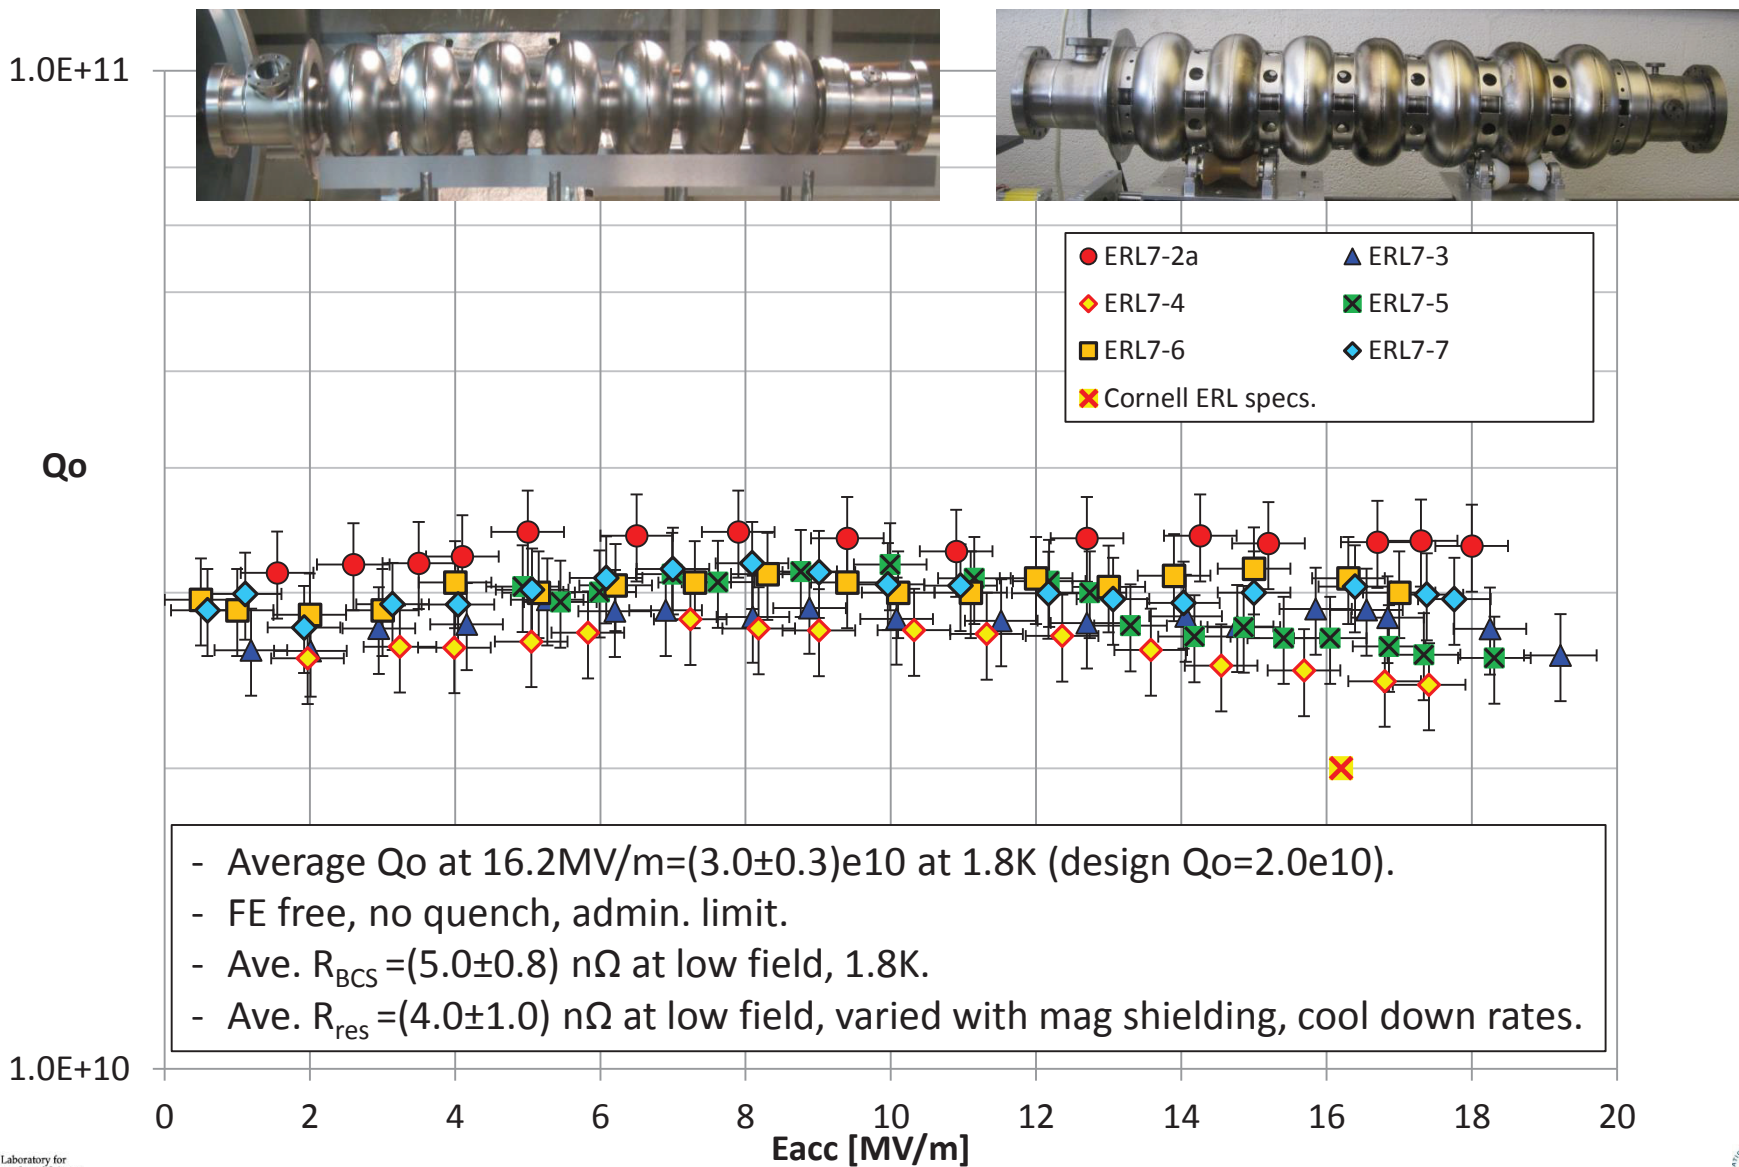 1.0E+11
ERL7-2a
ERL7-3
ERL7-4
ERL7-5
ERL7-6
ERL7-7
Cornell ERL specs.
Qo
- Average Qo at 16.2MV/m=(3.0±0.3)e10 at 1.8K (design Qo=2.0e10).
- FE free, no quench, admin. limit.
- Ave. R_BCS =(5.0±0.8) nΩ at low field, 1.8K.
- Ave. R_res =(4.0±1.0) nΩ at low field, varied with mag shielding, cool down rates.
1.0E+10
0 2 4 6 8 10 12 14 16 18 20
Eacc [MV/m]
Laboratory for